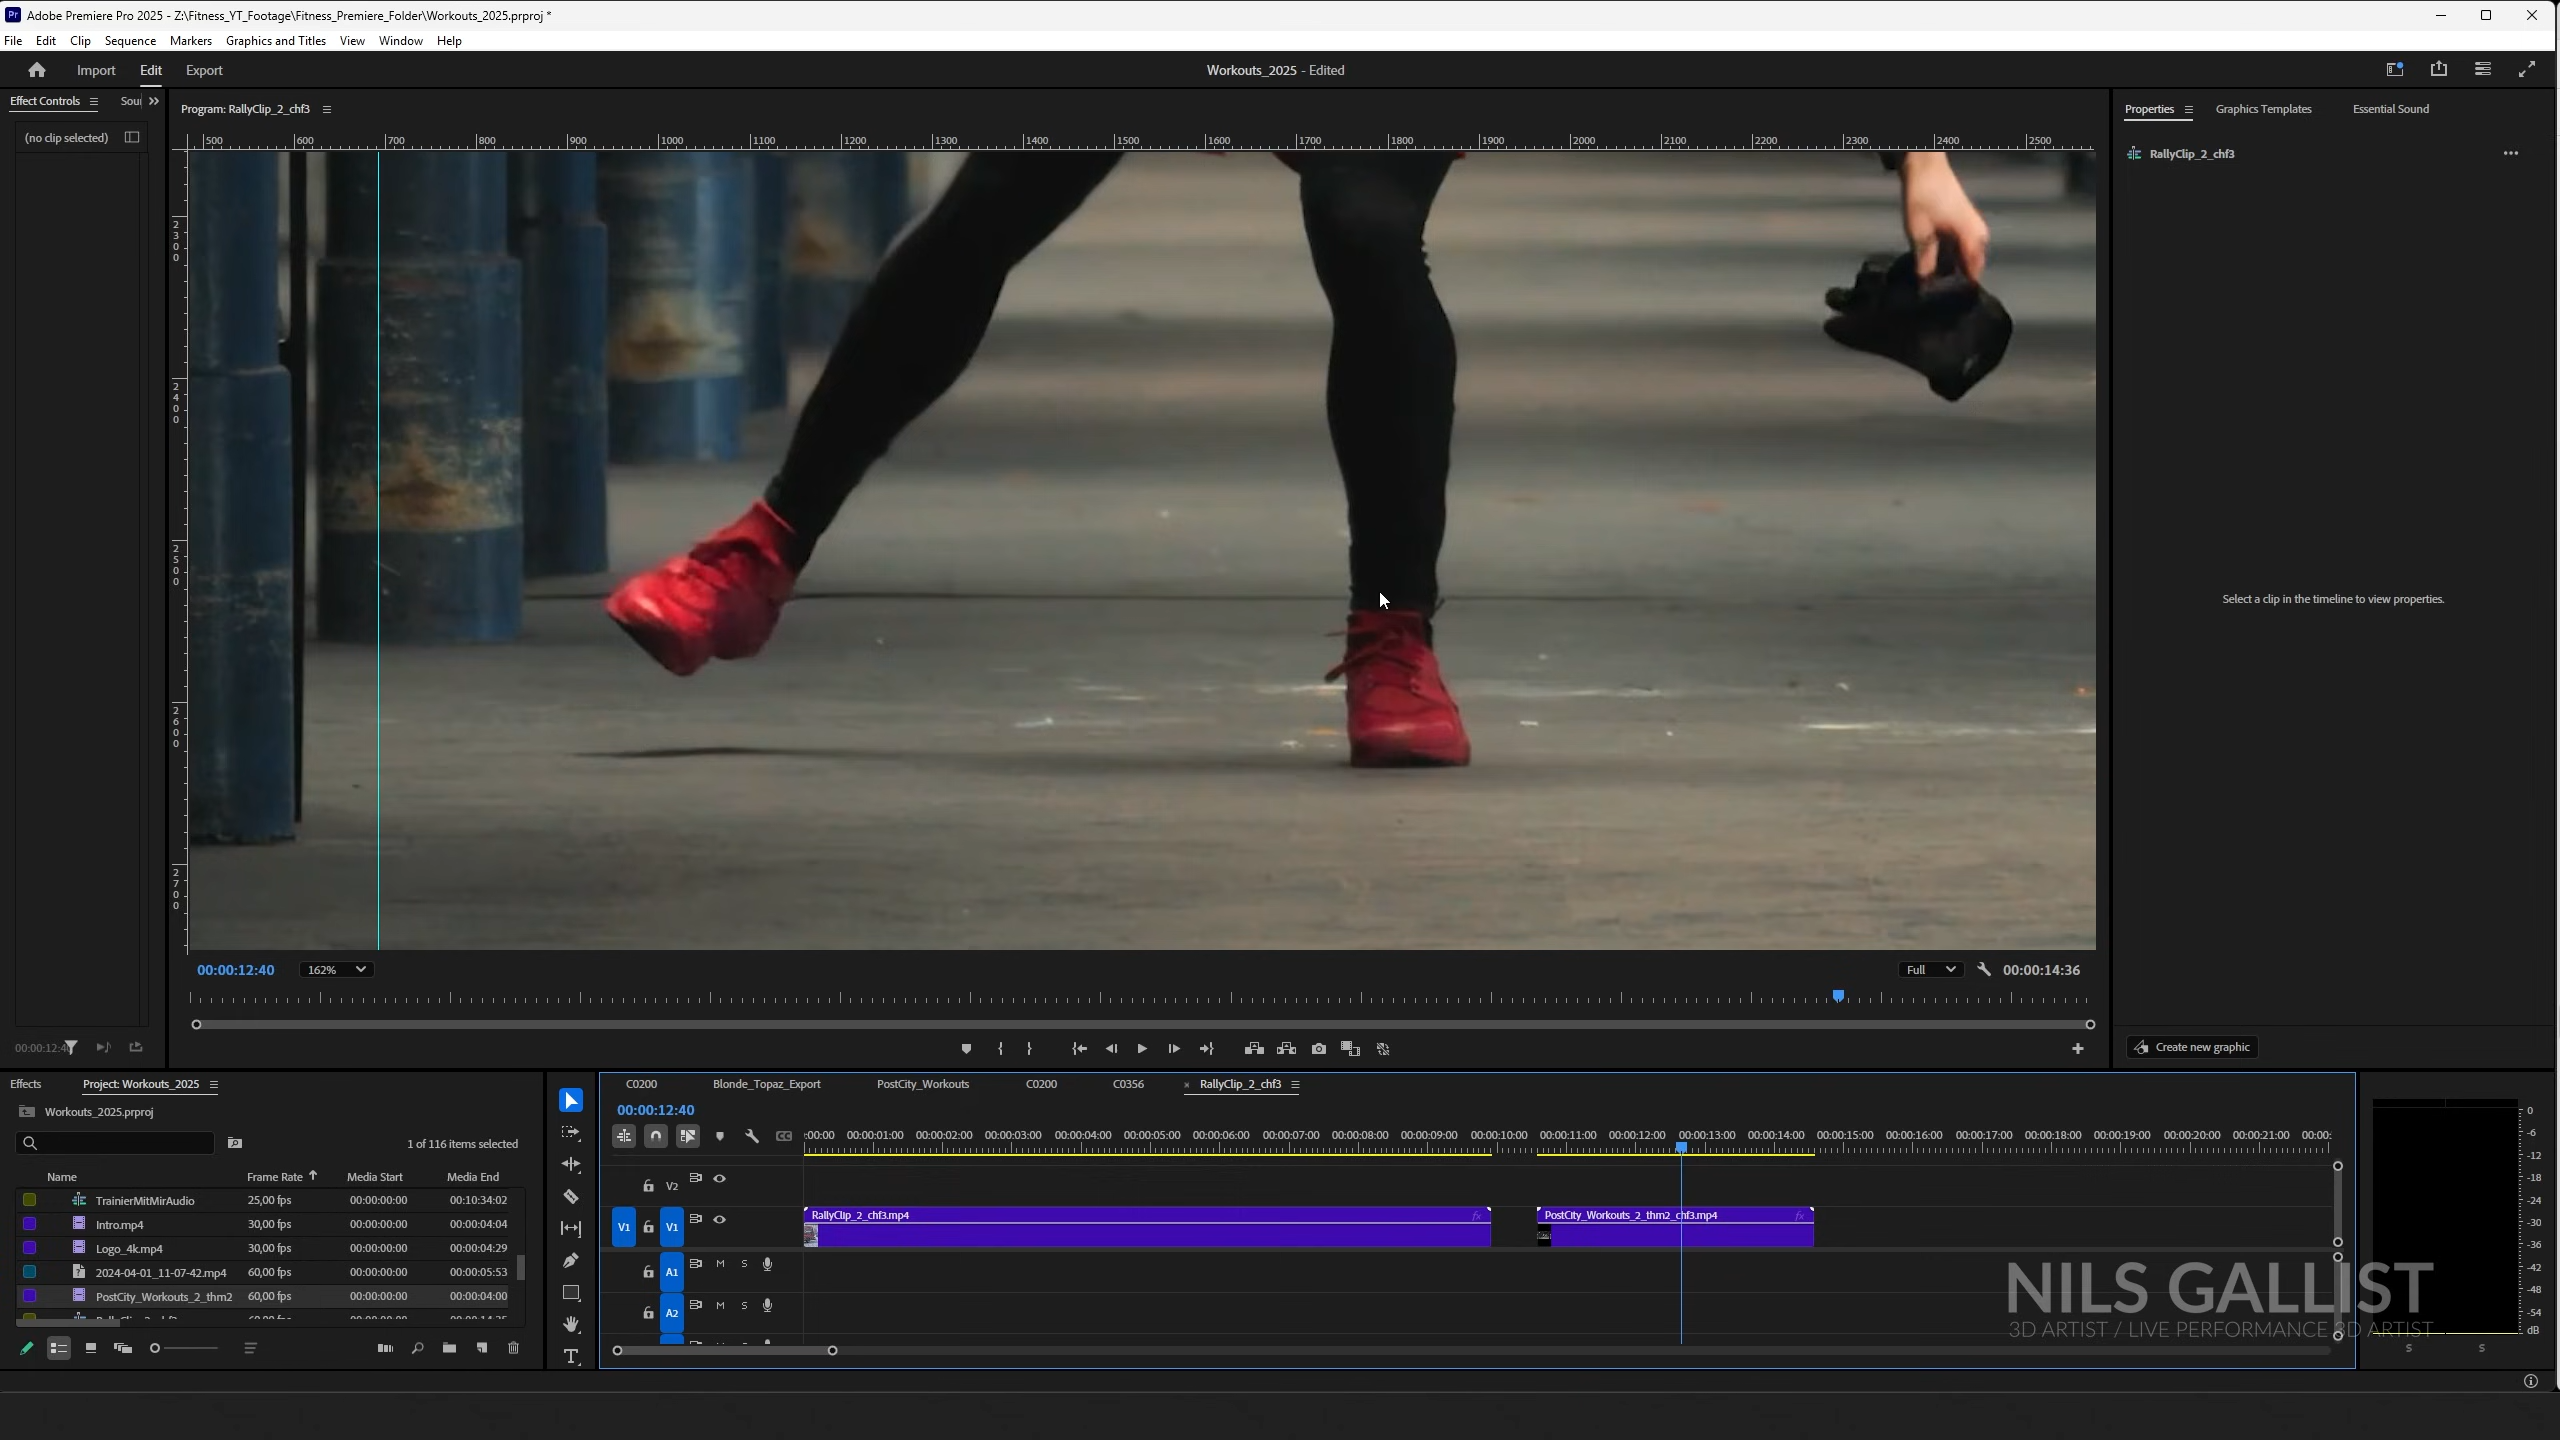 Pr Adobe Premiere Pro 2025 - Z:\Fitness_YT_Footage\Fitness_Premiere_Folder\Workouts_2025.prproj *
File Edit Clip Sequence Markers Graphics and Titles View Window Help
Import Edit Export
Workouts_2025 - Edited
Effect Controls Sour
Program: RallyClip_2_chf3
Properties Graphics Templates Essential Sound
(no clip selected)
500 600 700 800 900 1000 1100 1200 1300 1400 1500 1600 1700 1800 1900 2000 2100 2200 2300 2400 2500
RallyClip_2_chf3
2300
2400
2500
2600
2700
Select a clip in the timeline to view properties.
00:00:12:40 162% Full 00:00:14:36
00:00:12:40
Create new graphic
Effects Project: Workouts_2025
Workouts_2025.prproj
1 of 116 items selected
Name Frame Rate Media Start Media End
TrainierMitMirAudio 25,00 fps 00:00:00:00 00:10:34:02
Intro.mp4 30,00 fps 00:00:00:00 00:00:04:04
Logo_4k.mp4 30,00 fps 00:00:00:00 00:00:04:29
2024-04-01_11-07-42.mp4 60,00 fps 00:00:00:00 00:00:05:53
PostCity_Workouts_2_thm2 60,00 fps 00:00:00:00 00:00:04:00
C0200 Blonde_Topaz_Export PostCity_Workouts C0200 C0356 × RallyClip_2_chf3
00:00:12:40
CC
:00:00 00:00:01:00 00:00:02:00 00:00:03:00 00:00:04:00 00:00:05:00 00:00:06:00 00:00:07:00 00:00:08:00 00:00:09:00 00:00:10:00 00:00:11:00 00:00:12:00 00:00:13:00 00:00:14:00 00:00:15:00 00:00:16:00 00:00:17:00 00:00:18:00 00:00:19:00 00:00:20:00 00:00:21:00 00:00:
V2
V1 V1
RallyClip_2_chf3.mp4 fx
PostCity_Workouts_2_thm2_chf3.mp4 fx
A1 M S
A2 M S
T
0
-6
-12
-18
-24
-30
-36
-42
-48
-54
dB
S S
NILS GALLIST
3D ARTIST / LIVE PERFORMANCE 3D ARTIST